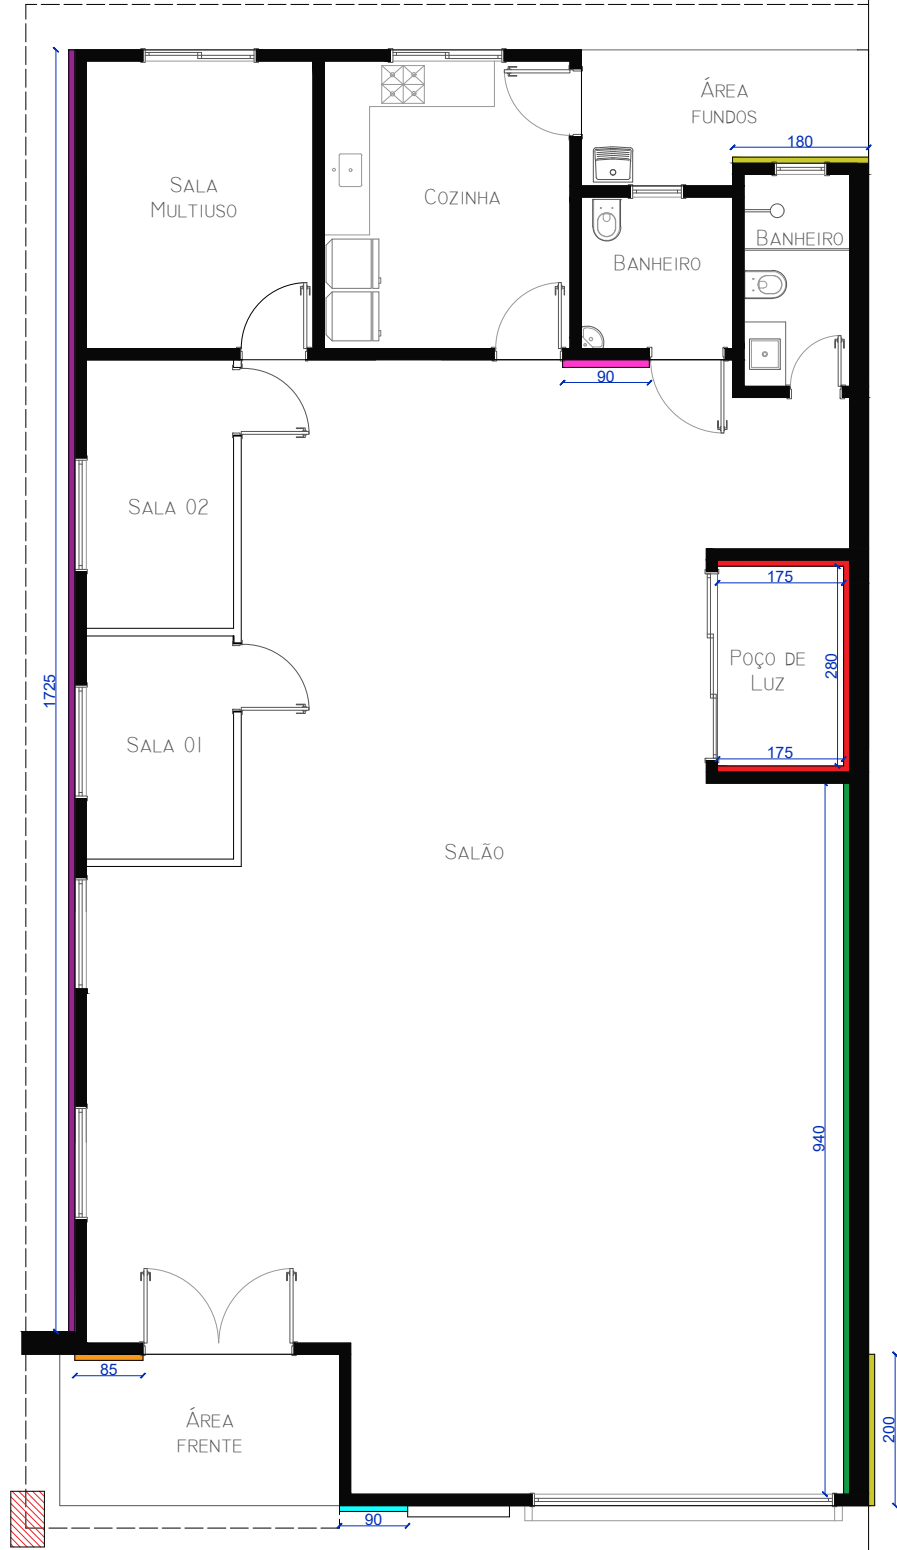 ÁREA
FUNDOS
180
SALA
MULTIUSO
COZINHA
BANHEIRO
BANHEIRO
90
SALA 02
175
POÇO DE
LUZ
280
1725
SALA 01
175
SALÃO
940
85
ÁREA
FRENTE
200
90